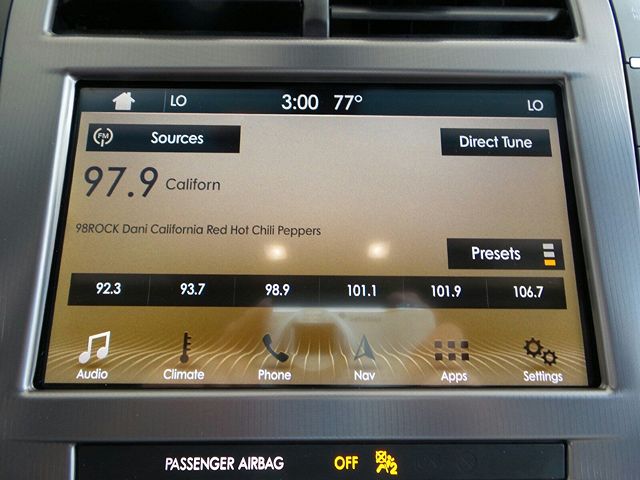 LO 3:00 77° LO
FM Sources Direct Tune
97.9 Californ
98ROCK Dani California Red Hot Chili Peppers
Presets
92.3 93.7 98.9 101.1 101.9 106.7
Audio Climate Phone Nav Apps Settings
PASSENGER AIRBAG OFF 2